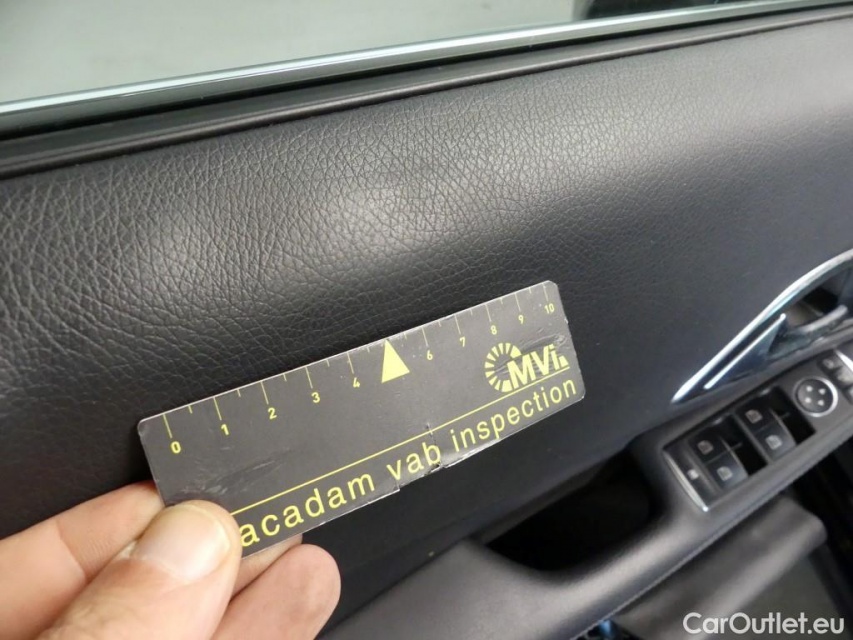 0 1 2 3 4 6 7 8 9 10
MVi
acadam vab inspection
CarOutlet.eu